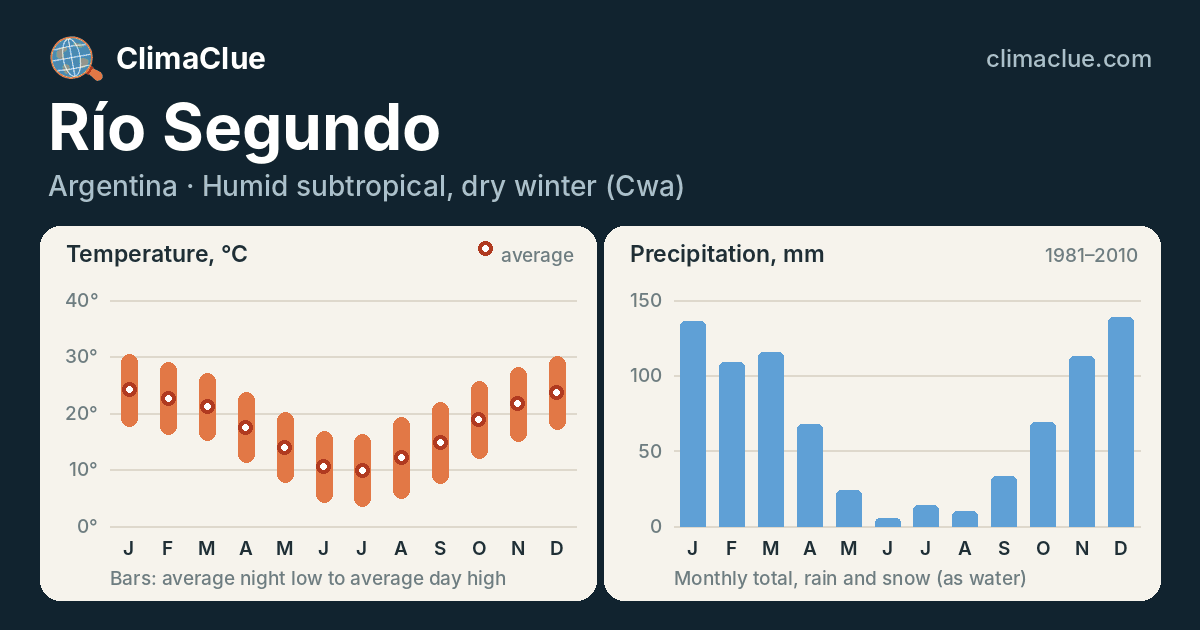 ClimaClue
climaclue.com
Río Segundo
Argentina · Humid subtropical, dry winter (Cwa)
Temperature, °C
average
40°
30°
20°
10°
0°
J F M A M J J A S O N D
Bars: average night low to average day high
Precipitation, mm
1981–2010
150
100
50
0
J F M A M J J A S O N D
Monthly total, rain and snow (as water)